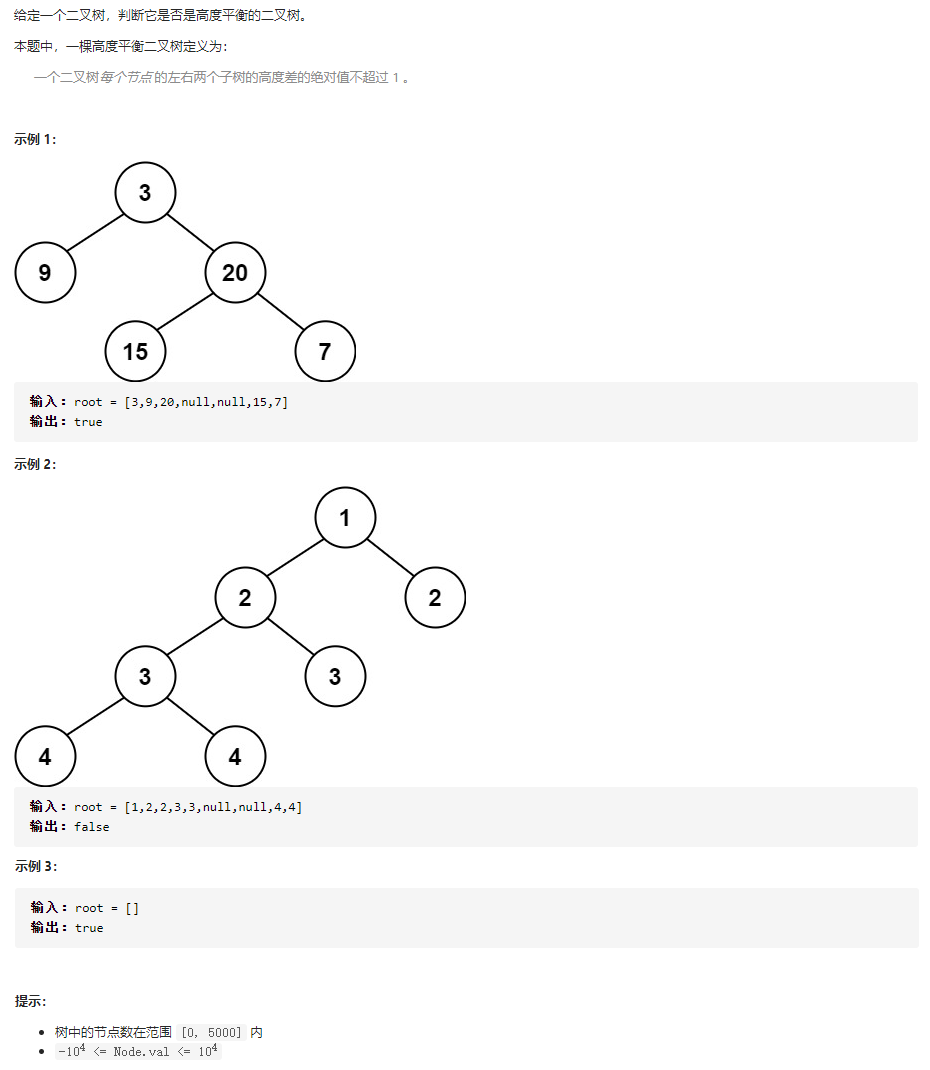 给定一个二叉树，判断它是否是高度平衡的二叉树。
本题中，一棵高度平衡二叉树定义为：
一个二叉树每个节点的左右两个子树的高度差的绝对值不超过 1 。
示例 1：
3
9
20
15
7
输入：root = [3,9,20,null,null,15,7]
输出：true
示例 2：
1
2
2
3
3
4
4
输入：root = [1,2,2,3,3,null,null,4,4]
输出：false
示例 3：
输入：root = []
输出：true
提示：
• 树中的节点数在范围 [0, 5000] 内
• -10⁴ <= Node.val <= 10⁴